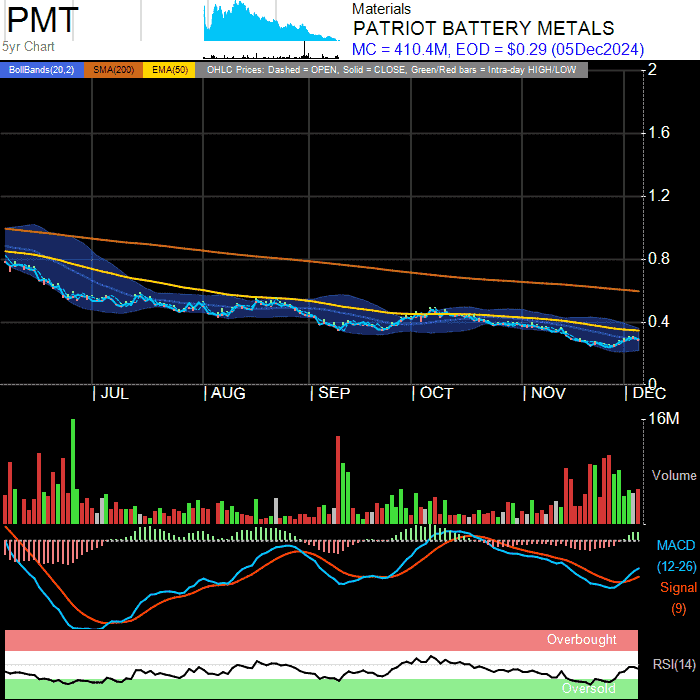 PMT
5yr Chart
Materials
PATRIOT BATTERY METALS
MC = 410.4M, EOD = $0.29 (05Dec2024)
BollBands(20,2) SMA(200) EMA(50) OHLC Prices: Dashed = OPEN, Solid = CLOSE, Green/Red bars = Intra-day HIGH/LOW
2
1.6
1.2
0.8
0.4
0
| JUL | AUG | SEP | OCT | NOV | DEC
16M
Volume
MACD
(12-26)
Signal
(9)
Overbought
RSI(14)
Oversold